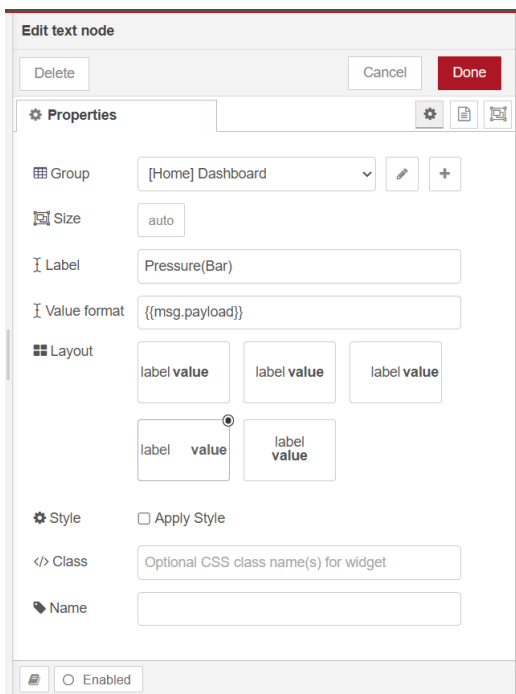 Edit text node
Delete
Cancel
Done
Properties
Group
[Home] Dashboard
Size
auto
Label
Pressure(Bar)
Value format
{{msg.payload}}
Layout
label value
label value
label value
label value
label
value
Style
Apply Style
</> Class
Optional CSS class name(s) for widget
Name
Enabled